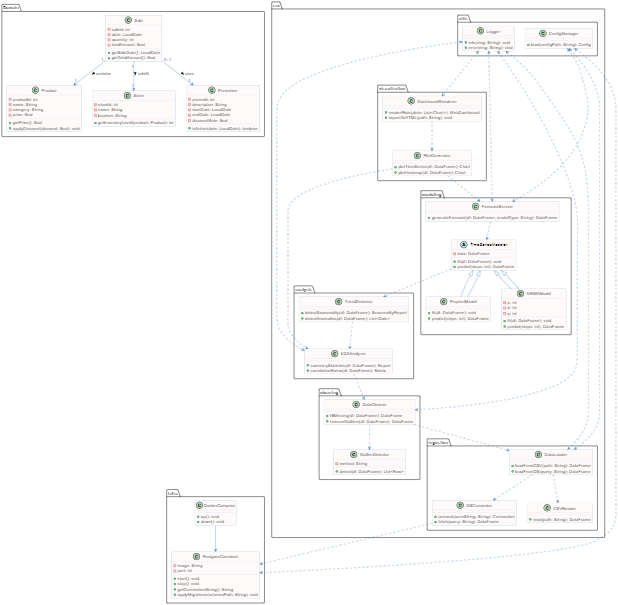 Domain
Sale
saleId: int
date: LocalDate
quantity: int
totalAmount: float
getSaleDate(): LocalDate
getTotalAmount(): float
contains
soldAt
uses
0..1
Product
productId: int
name: String
category: String
price: float
getPrice(): float
applyDiscount(discount: float): void
Store
storeId: int
name: String
location: String
getInventoryLevel(product: Product): int
Promotion
promoId: int
description: String
startDate: LocalDate
endDate: LocalDate
discountRate: float
isActive(date: LocalDate): boolean
utils
Logger
info(msg: String): void
error(msg: String): void
ConfigManager
load(configPath: String): Config
visualization
DashboardRenderer
renderPlots(plots: List<Chart>): WebDashboard
exportToHTML(path: String): void
PlotGenerator
plotTimeSeries(df: DataFrame): Chart
plotHeatmap(df: DataFrame): Chart
modeling
ForecastService
generateForecast(df: DataFrame, modelType: String): DataFrame
TimeSeriesModeler
data: DataFrame
fit(df: DataFrame): void
predict(steps: int): DataFrame
ProphetModel
fit(df: DataFrame): void
predict(steps: int): DataFrame
ARIMAModel
p: int
d: int
q: int
fit(df: DataFrame): void
predict(steps: int): DataFrame
analysis
TrendDetector
detectSeasonality(df: DataFrame): SeasonalityReport
detectAnomalies(df: DataFrame): List<Date>
EDAAnalyzer
summaryStatistics(df: DataFrame): Report
correlationMatrix(df: DataFrame): Matrix
cleaning
DataCleaner
fillMissing(df: DataFrame): DataFrame
removeOutliers(df: DataFrame): DataFrame
OutlierDetector
method: String
detect(df: DataFrame): List<Row>
ingestion
DataLoader
loadFromCSV(path: String): DataFrame
loadFromDB(query: String): DataFrame
DBConnector
connect(connString: String): Connection
fetch(query: String): DataFrame
CSVReader
read(path: String): DataFrame
Infra
DockerCompose
up(): void
down(): void
PostgresContainer
image: String
port: int
start(): void
stop(): void
getConnectionString(): String
applyMigrations(schemaPath: String): void